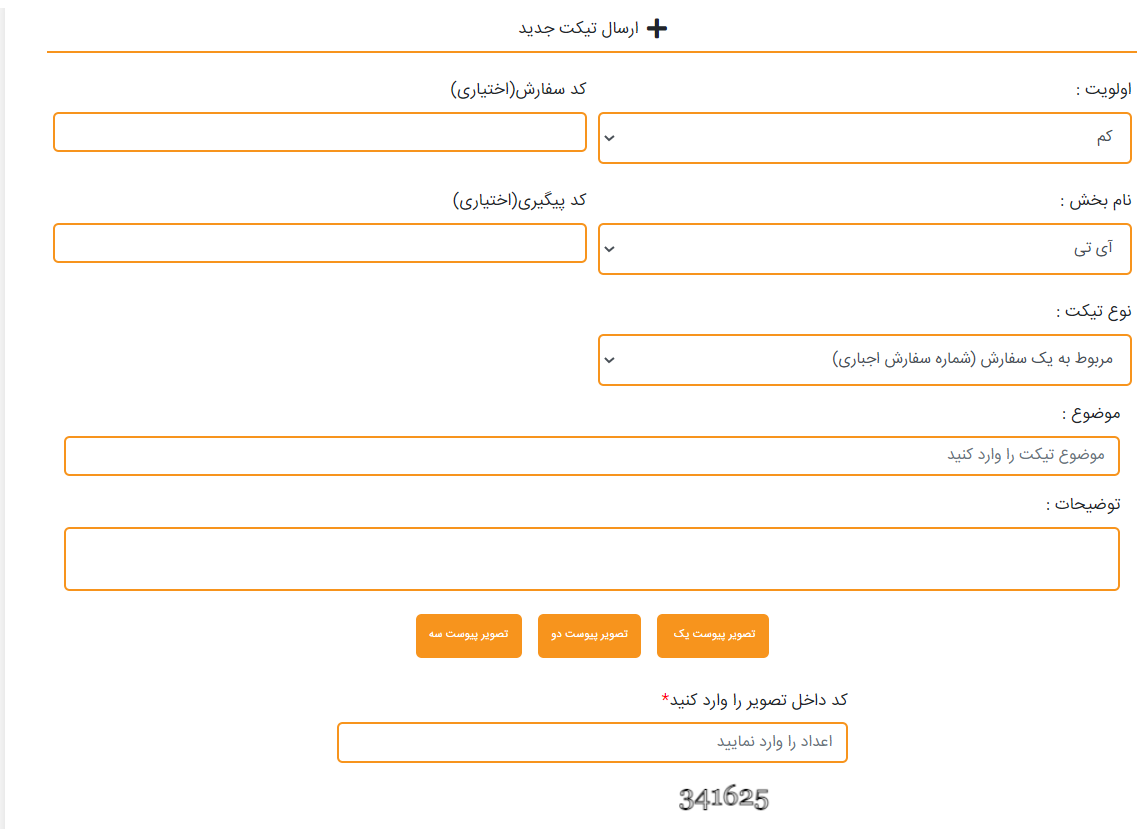 ارسال تیکت جدید
اولویت :
کم
کد سفارش(اختیاری)
نام بخش :
آی تی
کد پیگیری(اختیاری)
نوع تیکت :
مربوط به یک سفارش (شماره سفارش اجباری)
موضوع :
موضوع تیکت را وارد کنید
توضیحات :
تصویر پیوست یک
تصویر پیوست دو
تصویر پیوست سه
کد داخل تصویر را وارد کنید*
اعداد را وارد نمایید
341625